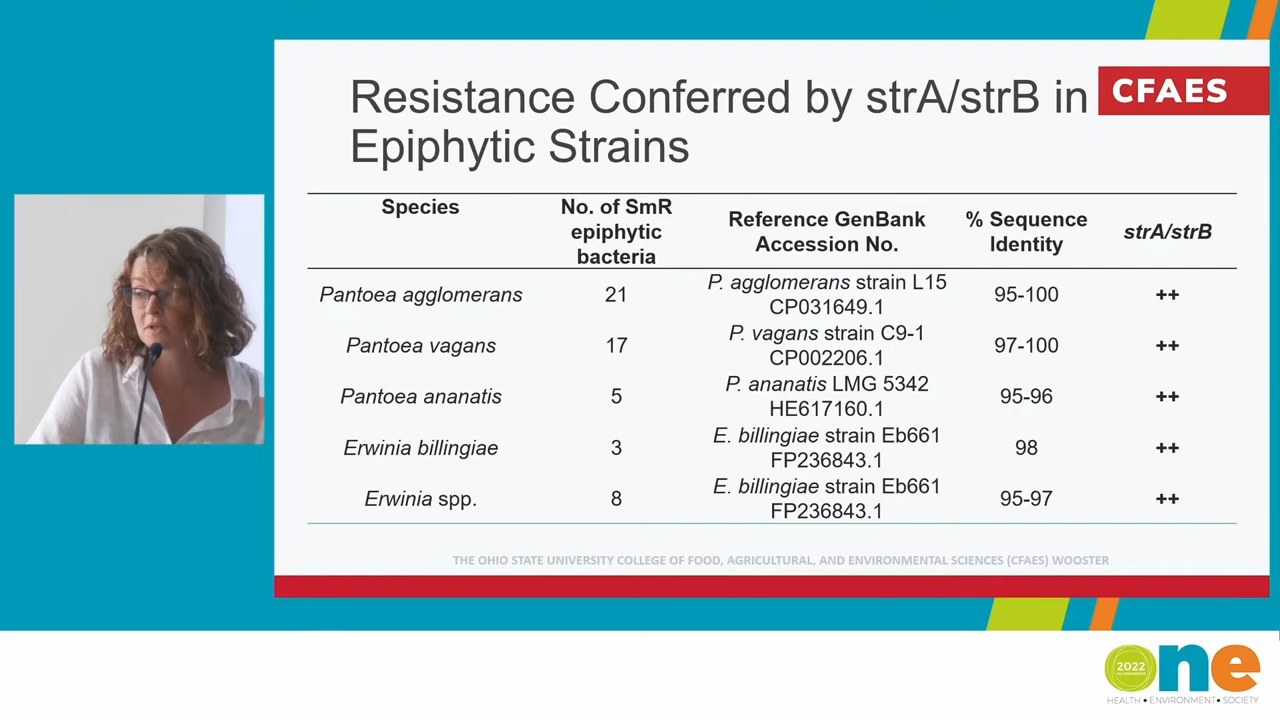 Resistance Conferred by strA/strB in
Epiphytic Strains
CFAES
Species
No. of SmR
epiphytic
bacteria
Reference GenBank
Accession No.
% Sequence
Identity
strA/strB
Pantoea agglomerans
21
P. agglomerans strain L15
CP031649.1
95-100
++
Pantoea vagans
17
P. vagans strain C9-1
CP002206.1
97-100
++
Pantoea ananatis
5
P. ananatis LMG 5342
HE617160.1
95-96
++
Erwinia billingiae
3
E. billingiae strain Eb661
FP236843.1
98
++
Erwinia spp.
8
E. billingiae strain Eb661
FP236843.1
95-97
++
THE OHIO STATE UNIVERSITY COLLEGE OF FOOD, AGRICULTURAL, AND ENVIRONMENTAL SCIENCES (CFAES) WOOSTER
2022
one
HEALTH • ENVIRONMENT • SOCIETY